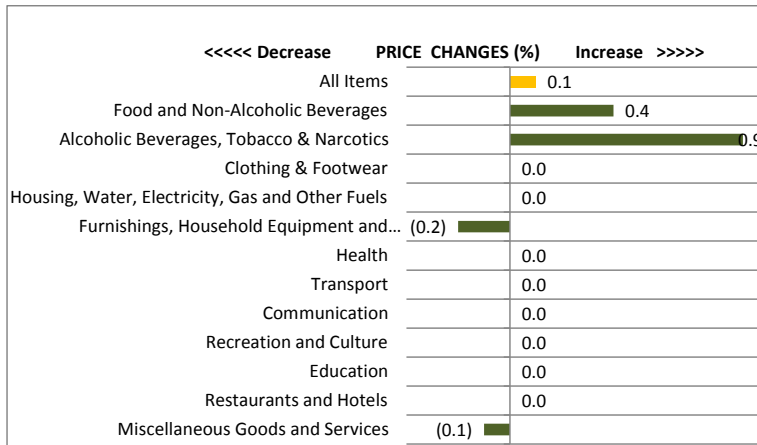 <<<<< Decrease PRICE CHANGES (%) Increase >>>>>
All Items 0.1
Food and Non-Alcoholic Beverages 0.4
Alcoholic Beverages, Tobacco & Narcotics 0.9
Clothing & Footwear 0.0
Housing, Water, Electricity, Gas and Other Fuels 0.0
Furnishings, Household Equipment and... (0.2)
Health 0.0
Transport 0.0
Communication 0.0
Recreation and Culture 0.0
Education 0.0
Restaurants and Hotels 0.0
Miscellaneous Goods and Services (0.1)